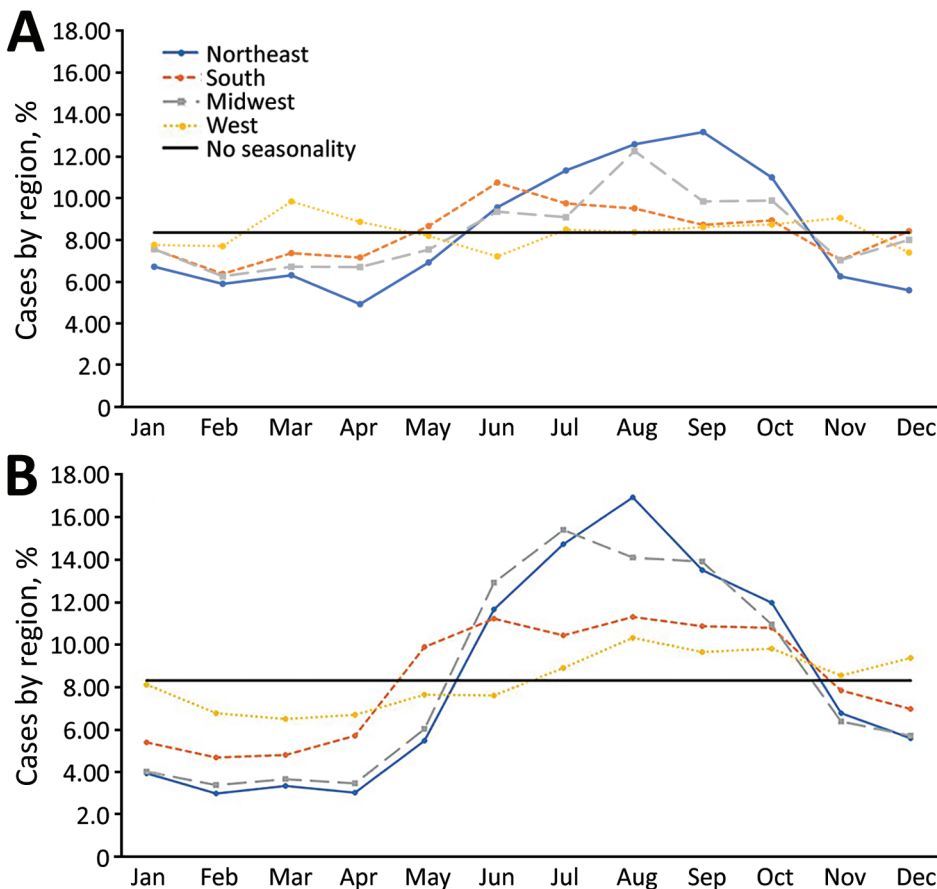 A
Cases by region, %
18.00
16.00
14.00
12.00
10.00
8.00
6.00
4.00
2.0
0
Northeast
South
Midwest
West
No seasonality
Jan Feb Mar Apr May Jun Jul Aug Sep Oct Nov Dec
B
Cases by region, %
18.00
16.00
14.00
12.00
10.00
8.00
6.00
4.00
2.0
0
Jan Feb Mar Apr May Jun Jul Aug Sep Oct Nov Dec